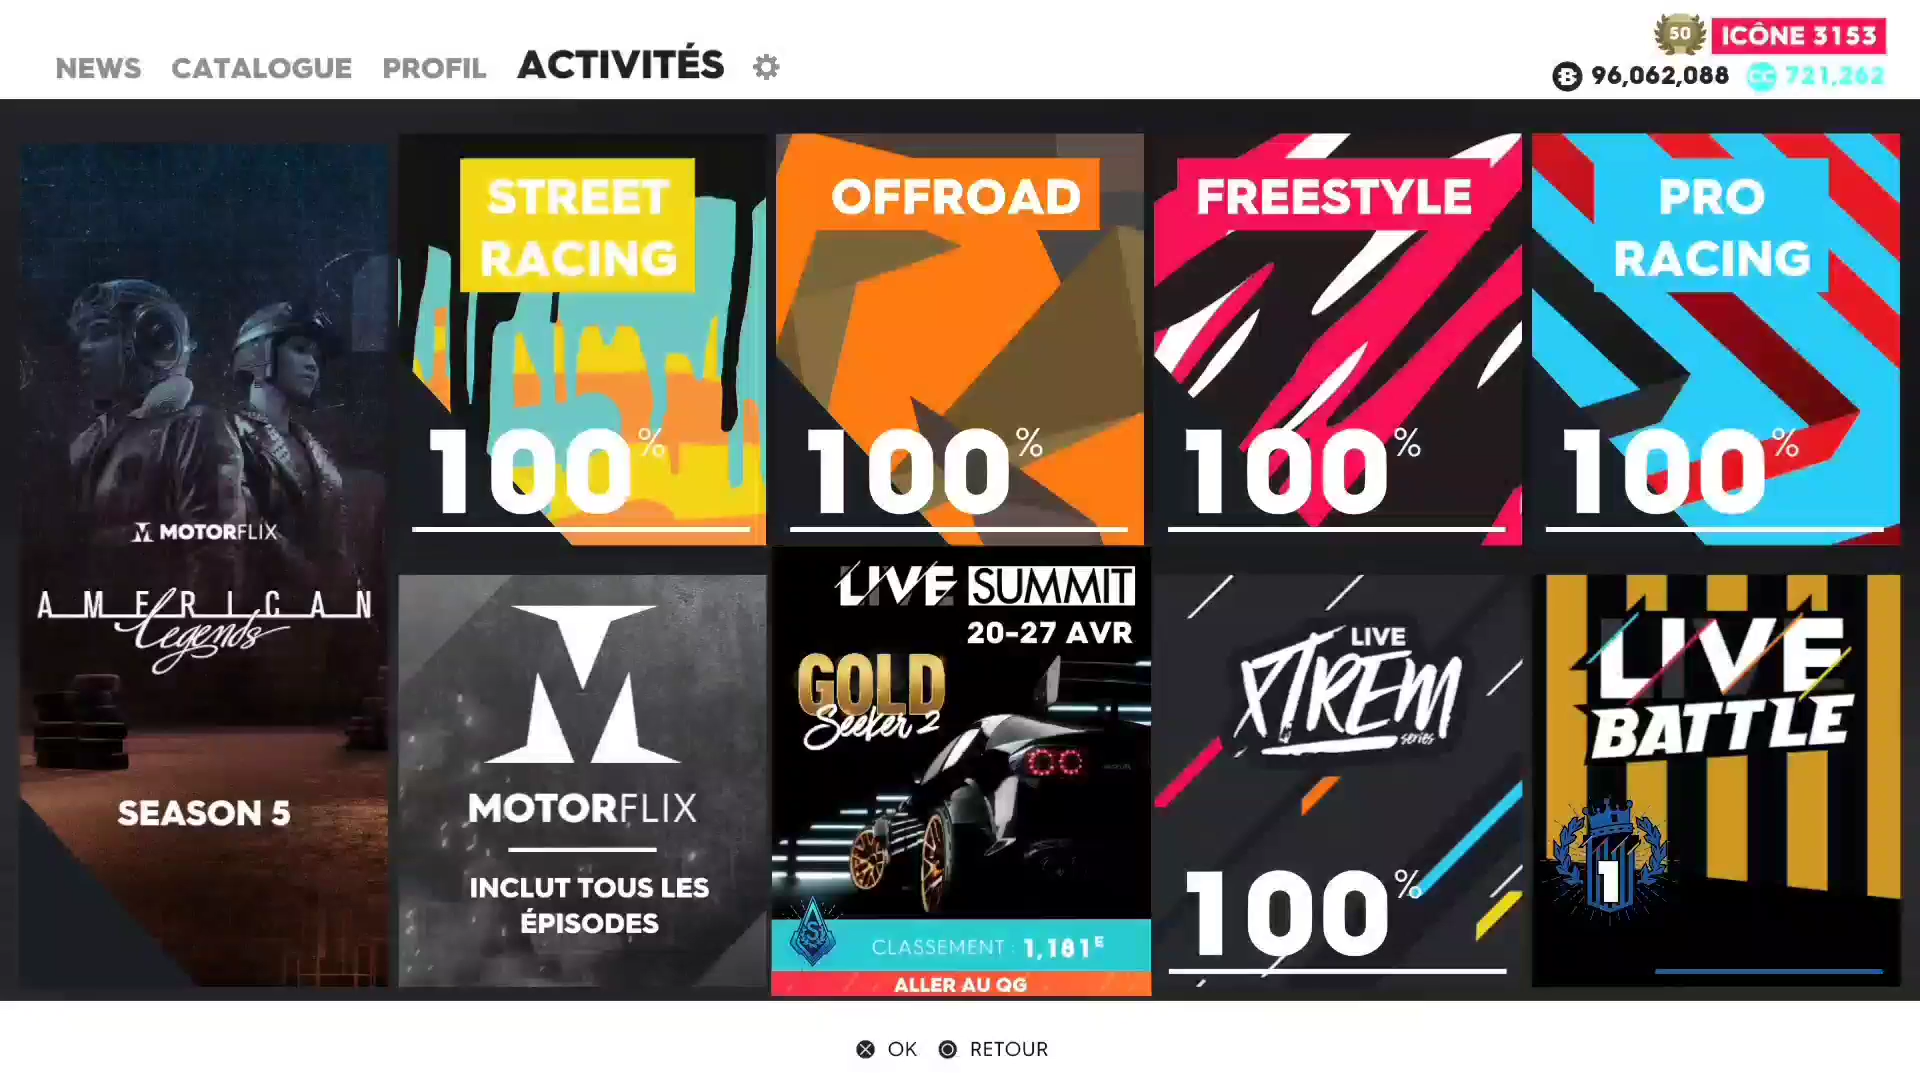 NEWS CATALOGUE PROFIL ACTIVITÉS
50 ICÔNE 3153
96,062,088 CC 721,262
STREET
RACING
100%
OFFROAD
100%
FREESTYLE
100%
PRO
RACING
100%
MOTORFLIX
AMERICAN
Legends
SEASON 5
MOTORFLIX
INCLUT TOUS LES
ÉPISODES
LIVE SUMMIT
20-27 AVR
GOLD
Seeker 2
S
CLASSEMENT : 1,181E
ALLER AU QG
LIVE
XTREM
series
100%
LIVE
BATTLE
1
OK RETOUR